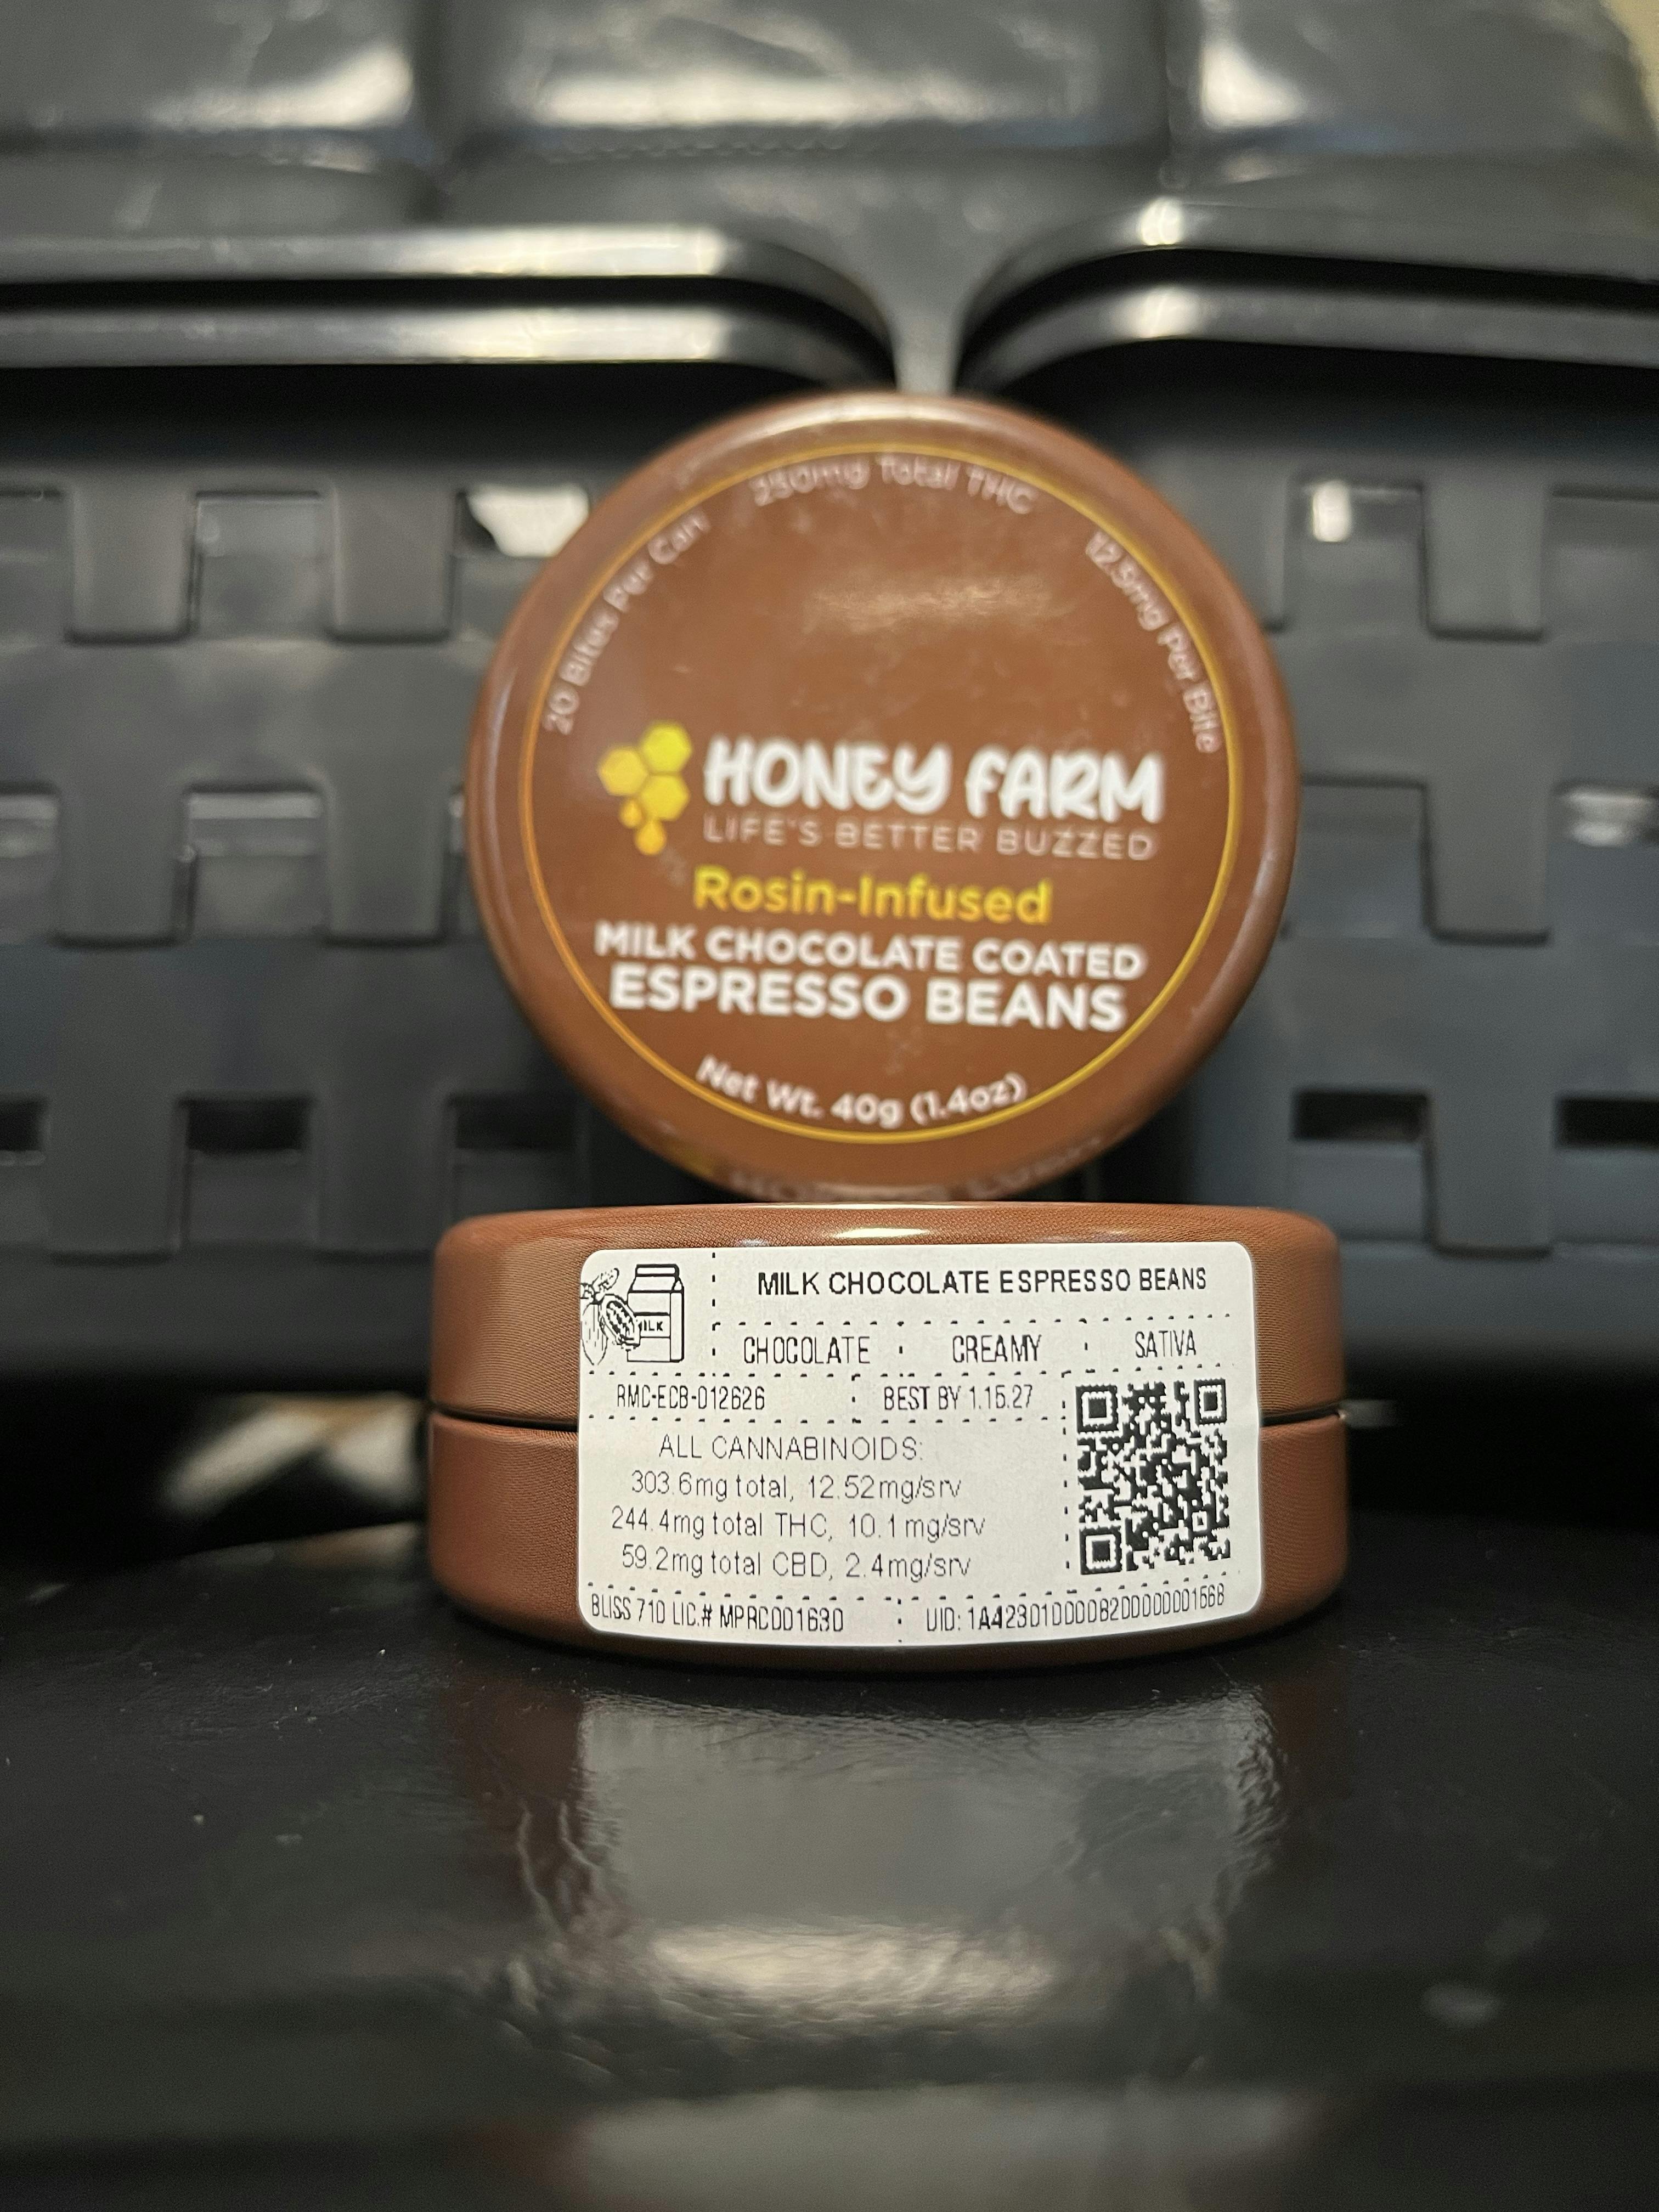 20 Bites Per Can
250mg Total THC
12.5mg Per Bite
HONEY FARM
LIFE'S BETTER BUZZED
Rosin-Infused
MILK CHOCOLATE COATED
ESPRESSO BEANS
Net Wt. 40g (1.4oz)
MILK
MILK CHOCOLATE ESPRESSO BEANS
CHOCOLATE CREAMY SATIVA
RMC-ECB-012626 BEST BY 1.15.27
ALL CANNABINOIDS:
303.6mg total, 12.52mg/srv
244.4mg total THC, 10.1mg/srv
59.2mg total CBD, 2.4mg/srv
BLISS 710 LIC.# MPRC001630 UID: